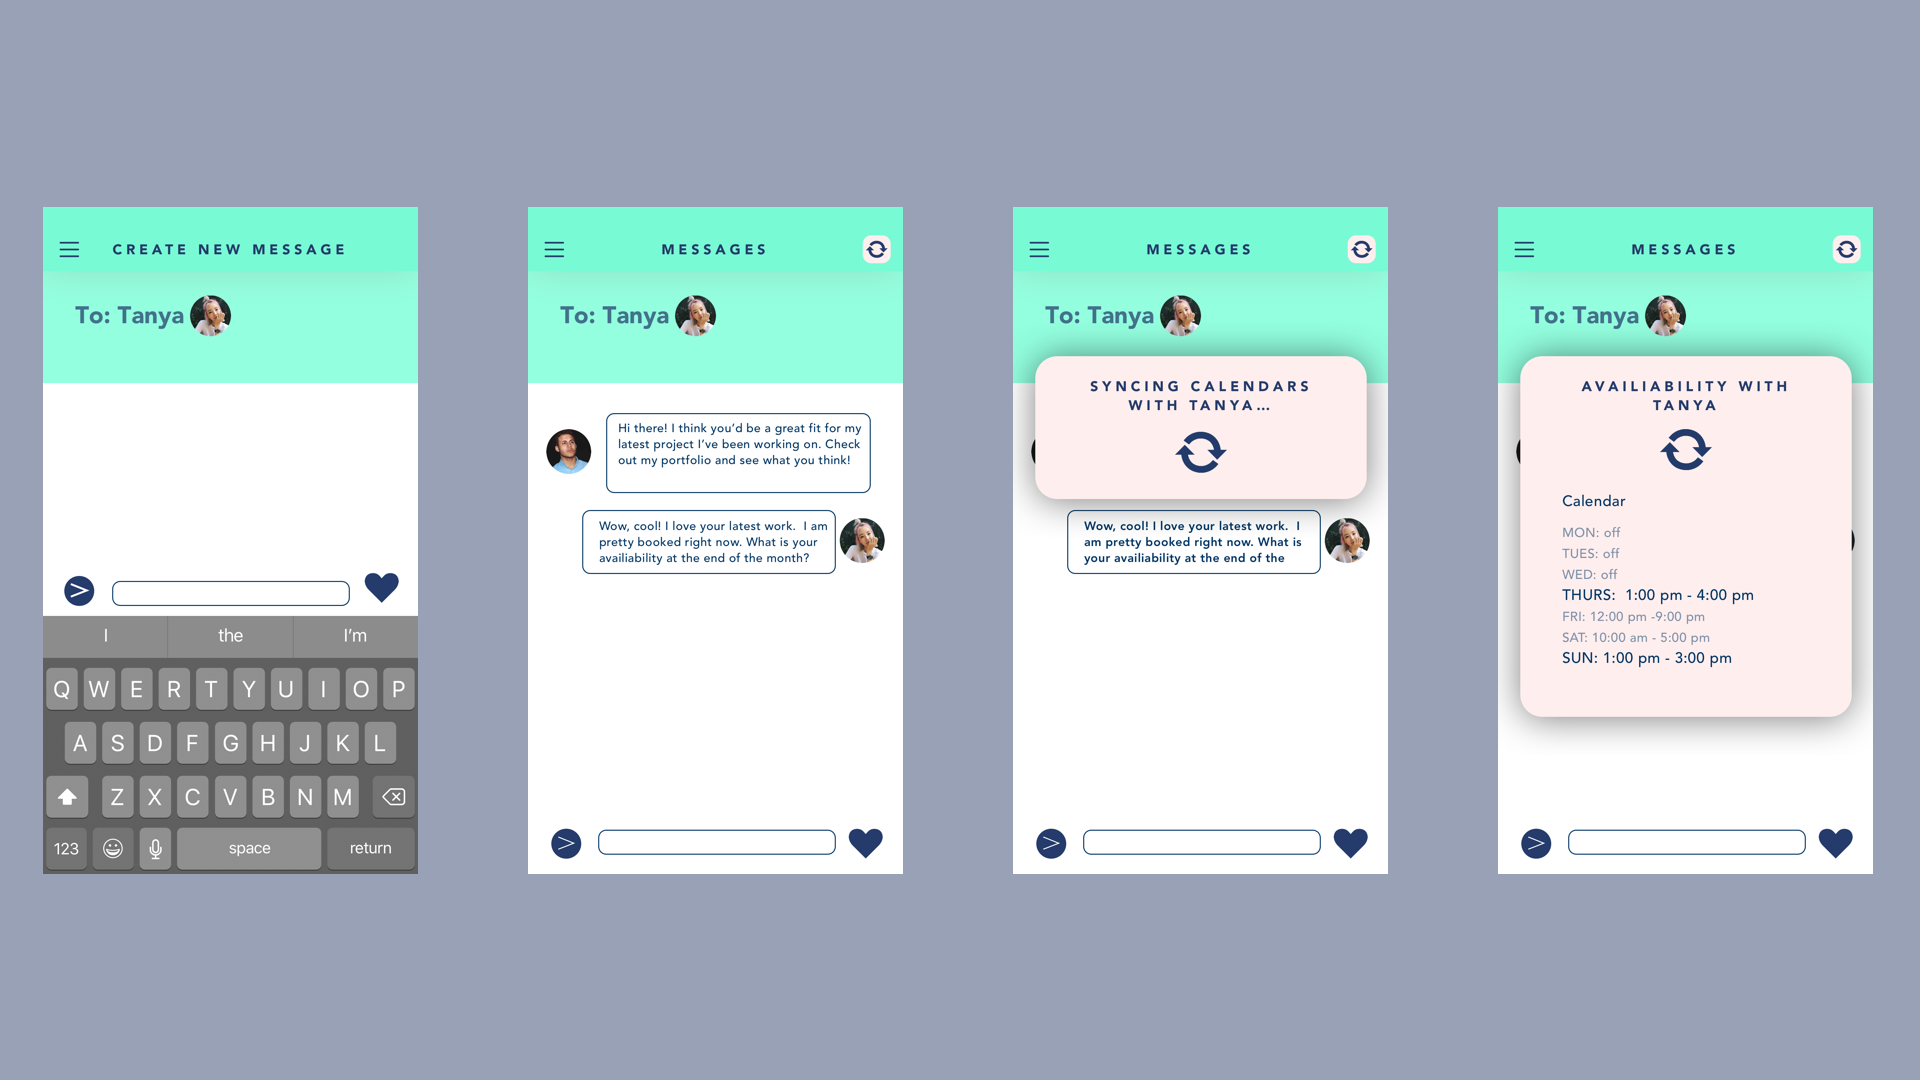 CREATE NEW MESSAGE
To: Tanya
I
the
I'm
Q W E R T Y U I O P
A S D F G H J K L
Z X C V B N M
123
space
return
MESSAGES
To: Tanya
Hi there! I think you'd be a great fit for my
latest project I've been working on. Check
out my portfolio and see what you think!
Wow, cool! I love your latest work.  I am
pretty booked right now. What is your
availiability at the end of the month?
MESSAGES
To: Tanya
SYNCING CALENDARS
WITH TANYA...
Wow, cool! I love your latest work.  I
am pretty booked right now. What is
your availiability at the end of the
MESSAGES
To: Tanya
AVAILIABILITY WITH
TANYA
Calendar
MON: off
TUES: off
WED: off
THURS:  1:00 pm - 4:00 pm
FRI: 12:00 pm -9:00 pm
SAT: 10:00 am - 5:00 pm
SUN: 1:00 pm - 3:00 pm